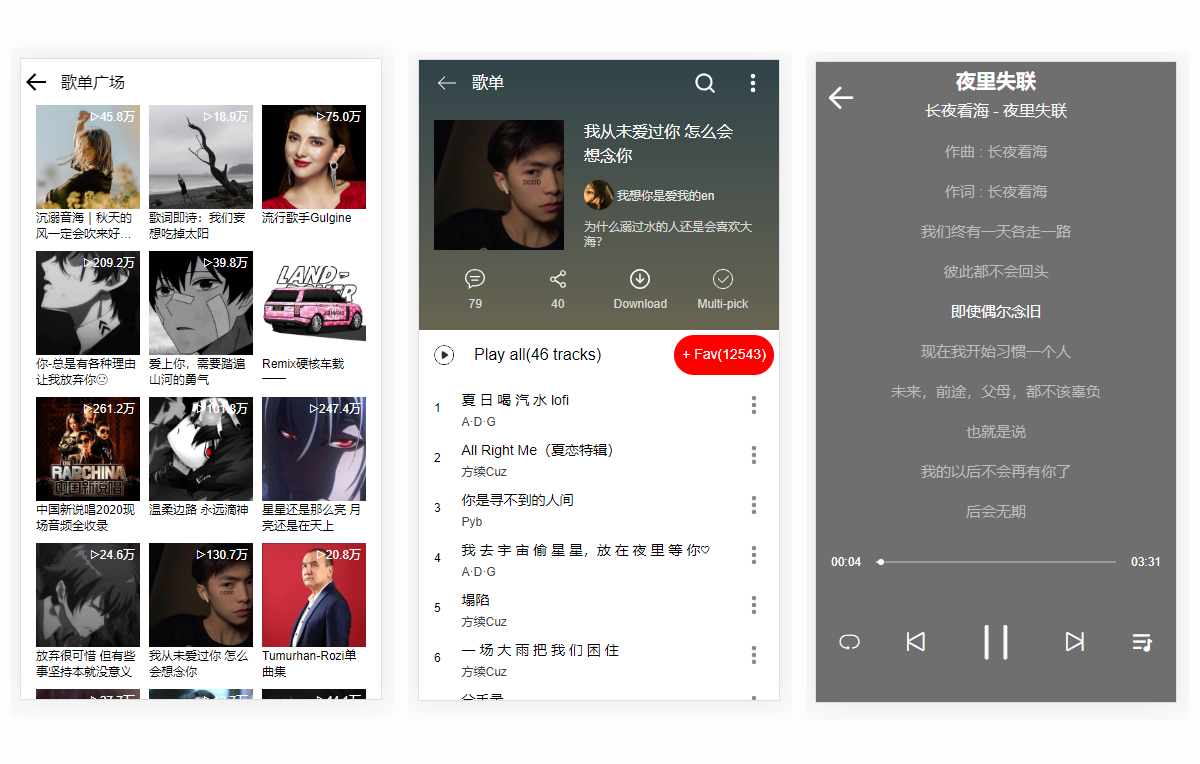 歌单广场
▷45.8万
▷18.9万
▷75.0万
沉溺音海｜秋天的
风一定会吹来好…
歌词即诗：我们妄
想吃掉太阳
流行歌手Gulgine
▷209.2万
▷39.8万
LAND-
你-总是有各种理由
让我放弃你🙂
爱上你，需要踏遍
山河的勇气
Remix硬核车载
——
▷261.2万
▷247.4万
THE
RAPCHINA
中国新说唱
中国新说唱2020现
场音频全收录
温柔边路 永远滴神
星星还是那么亮 月
亮还是在天上
▷24.6万
▷130.7万
▷20.8万
放弃很可惜 但有些
事坚持本就没意义
我从未爱过你 怎么
会想念你
Tumurhan-Rozi单
曲集
歌单
我从未爱过你 怎么会
想念你
DDDD
我想你是爱我的en
为什么溺过水的人还是会喜欢大
海?
79
40
Download
Multi-pick
Play all(46 tracks)
+ Fav(12543)
1
夏 日 喝 汽 水 lofi
A·D·G
2
All Right Me（夏恋特辑）
方续Cuz
3
你是寻不到的人间
Pyb
4
我 去 宇 宙 偷 星 星，放 在 夜 里 等 你♡
A·D·G
5
塌陷
方续Cuz
6
一 场 大 雨 把 我 们 困 住
方续Cuz
夜里失联
长夜看海 - 夜里失联
作曲 : 长夜看海
作词 : 长夜看海
我们终有一天各走一路
彼此都不会回头
即使偶尔念旧
现在我开始习惯一个人
未来，前途，父母，都不该辜负
也就是说
我的以后不会再有你了
后会无期
00:04
03:31